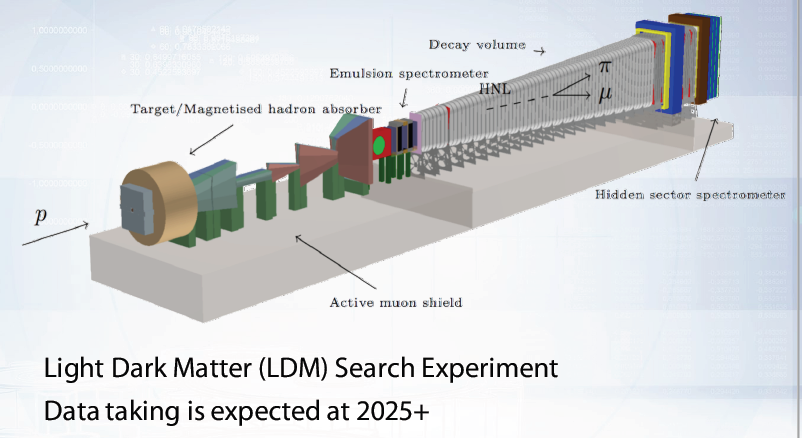 Decay volume
Emulsion spectrometer
HNL
π
μ
Target/Magnetised hadron absorber
Hidden sector spectrometer
p
Active muon shield
Light Dark Matter (LDM) Search Experiment
Data taking is expected at 2025+